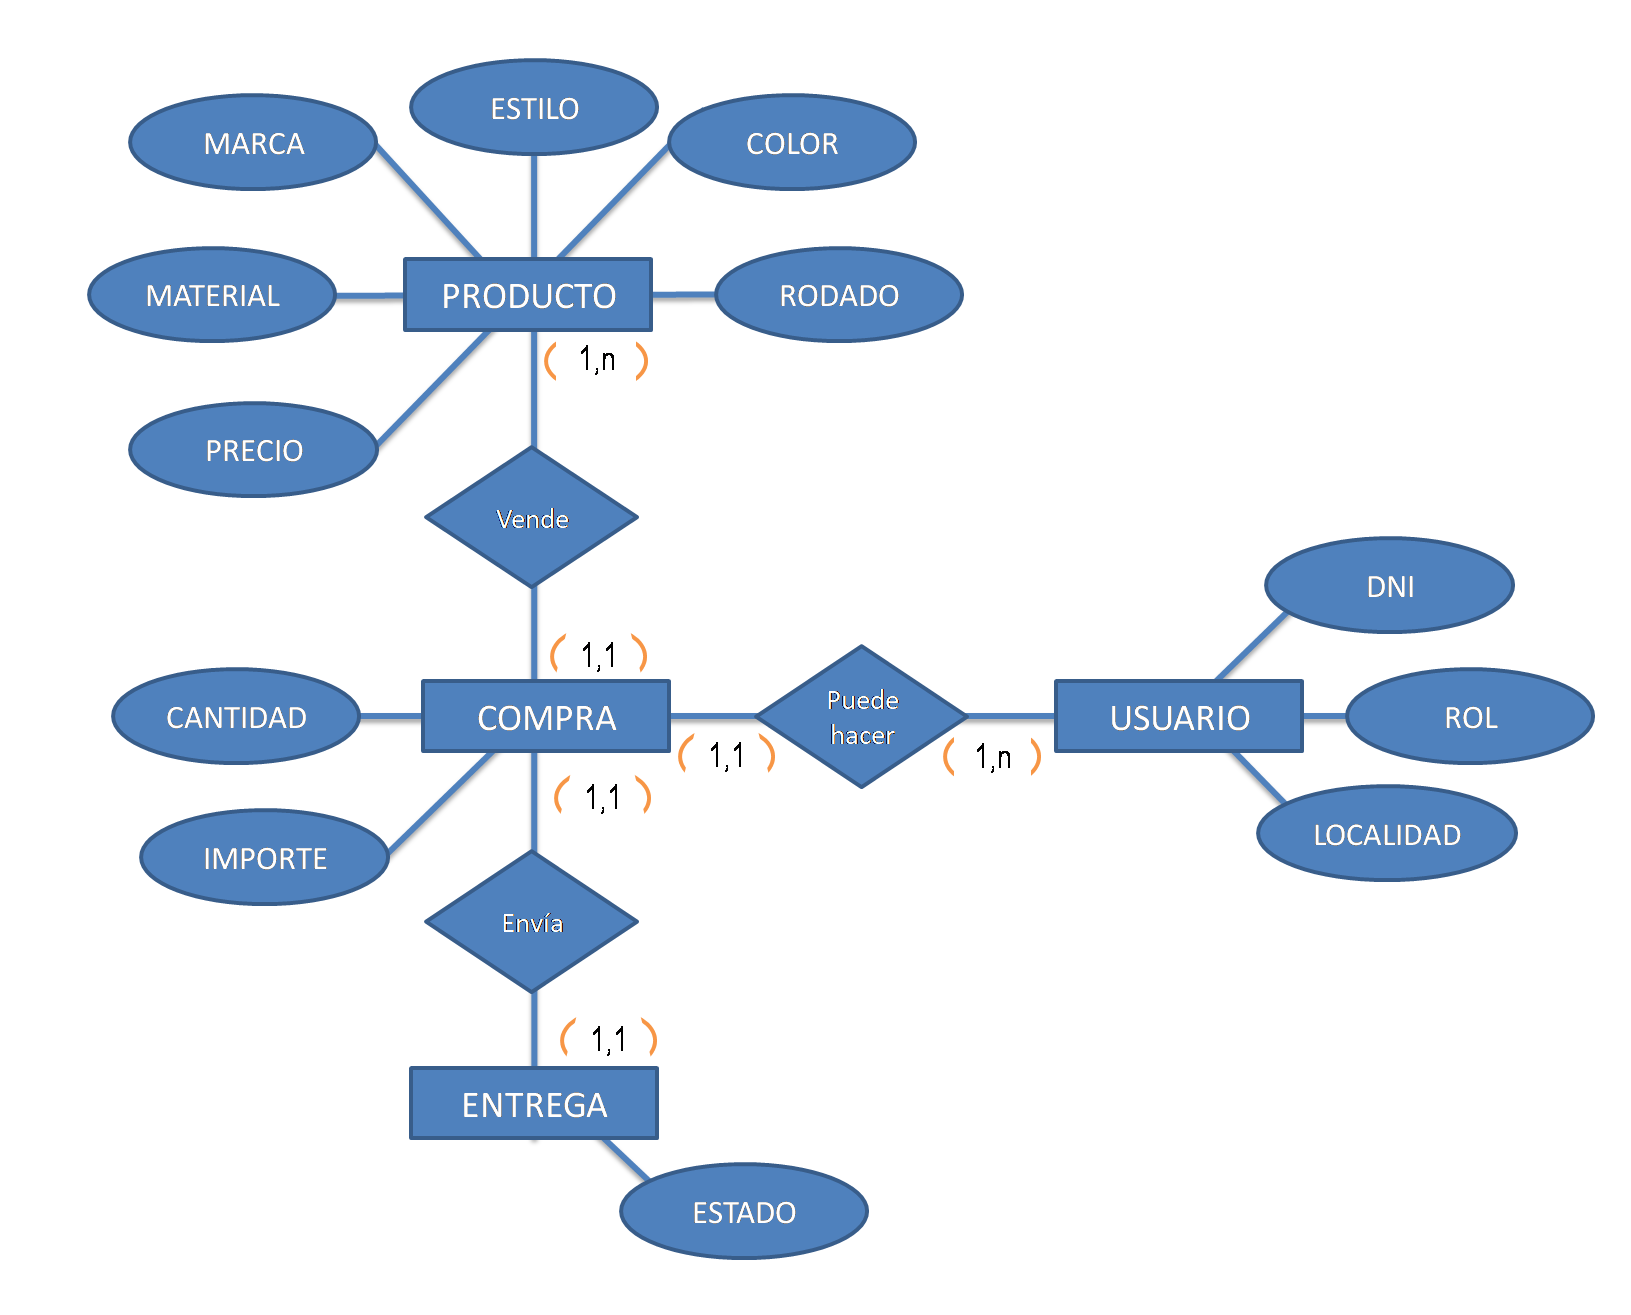 ESTILO
MARCA
COLOR
MATERIAL
PRODUCTO
RODADO
( 1,n )
PRECIO
Vende
DNI
( 1,1 )
CANTIDAD
COMPRA
Puede
hacer
USUARIO
ROL
( 1,1 )
( 1,n )
( 1,1 )
LOCALIDAD
IMPORTE
Envía
( 1,1 )
ENTREGA
ESTADO